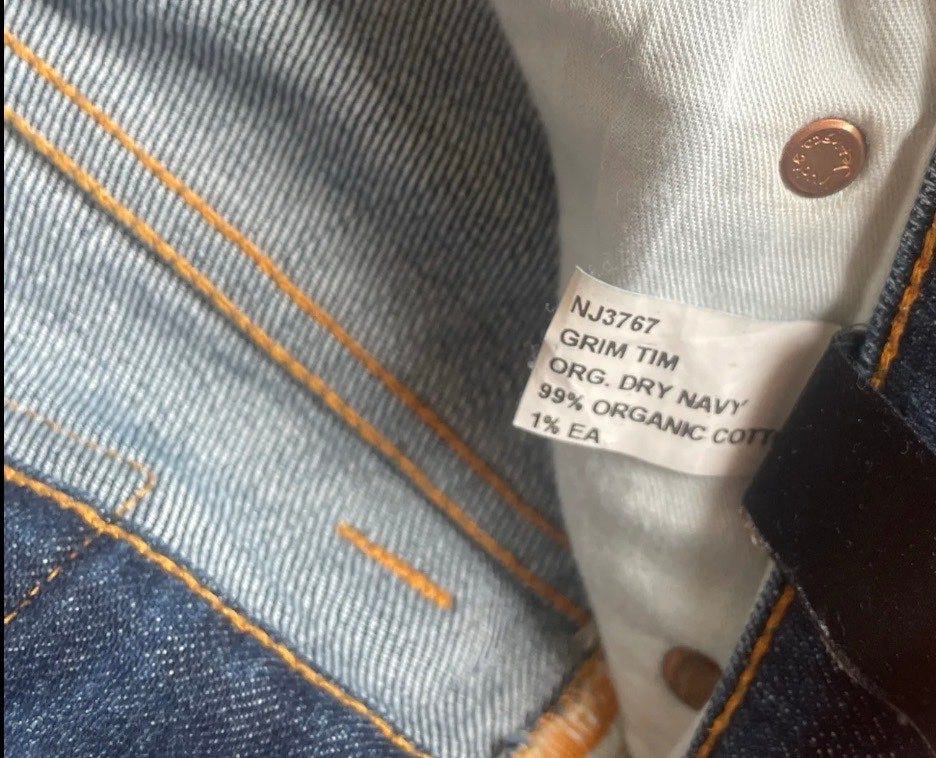 NJ3767
GRIM TIM
ORG. DRY NAVY
99% ORGANIC COTT
1% EA